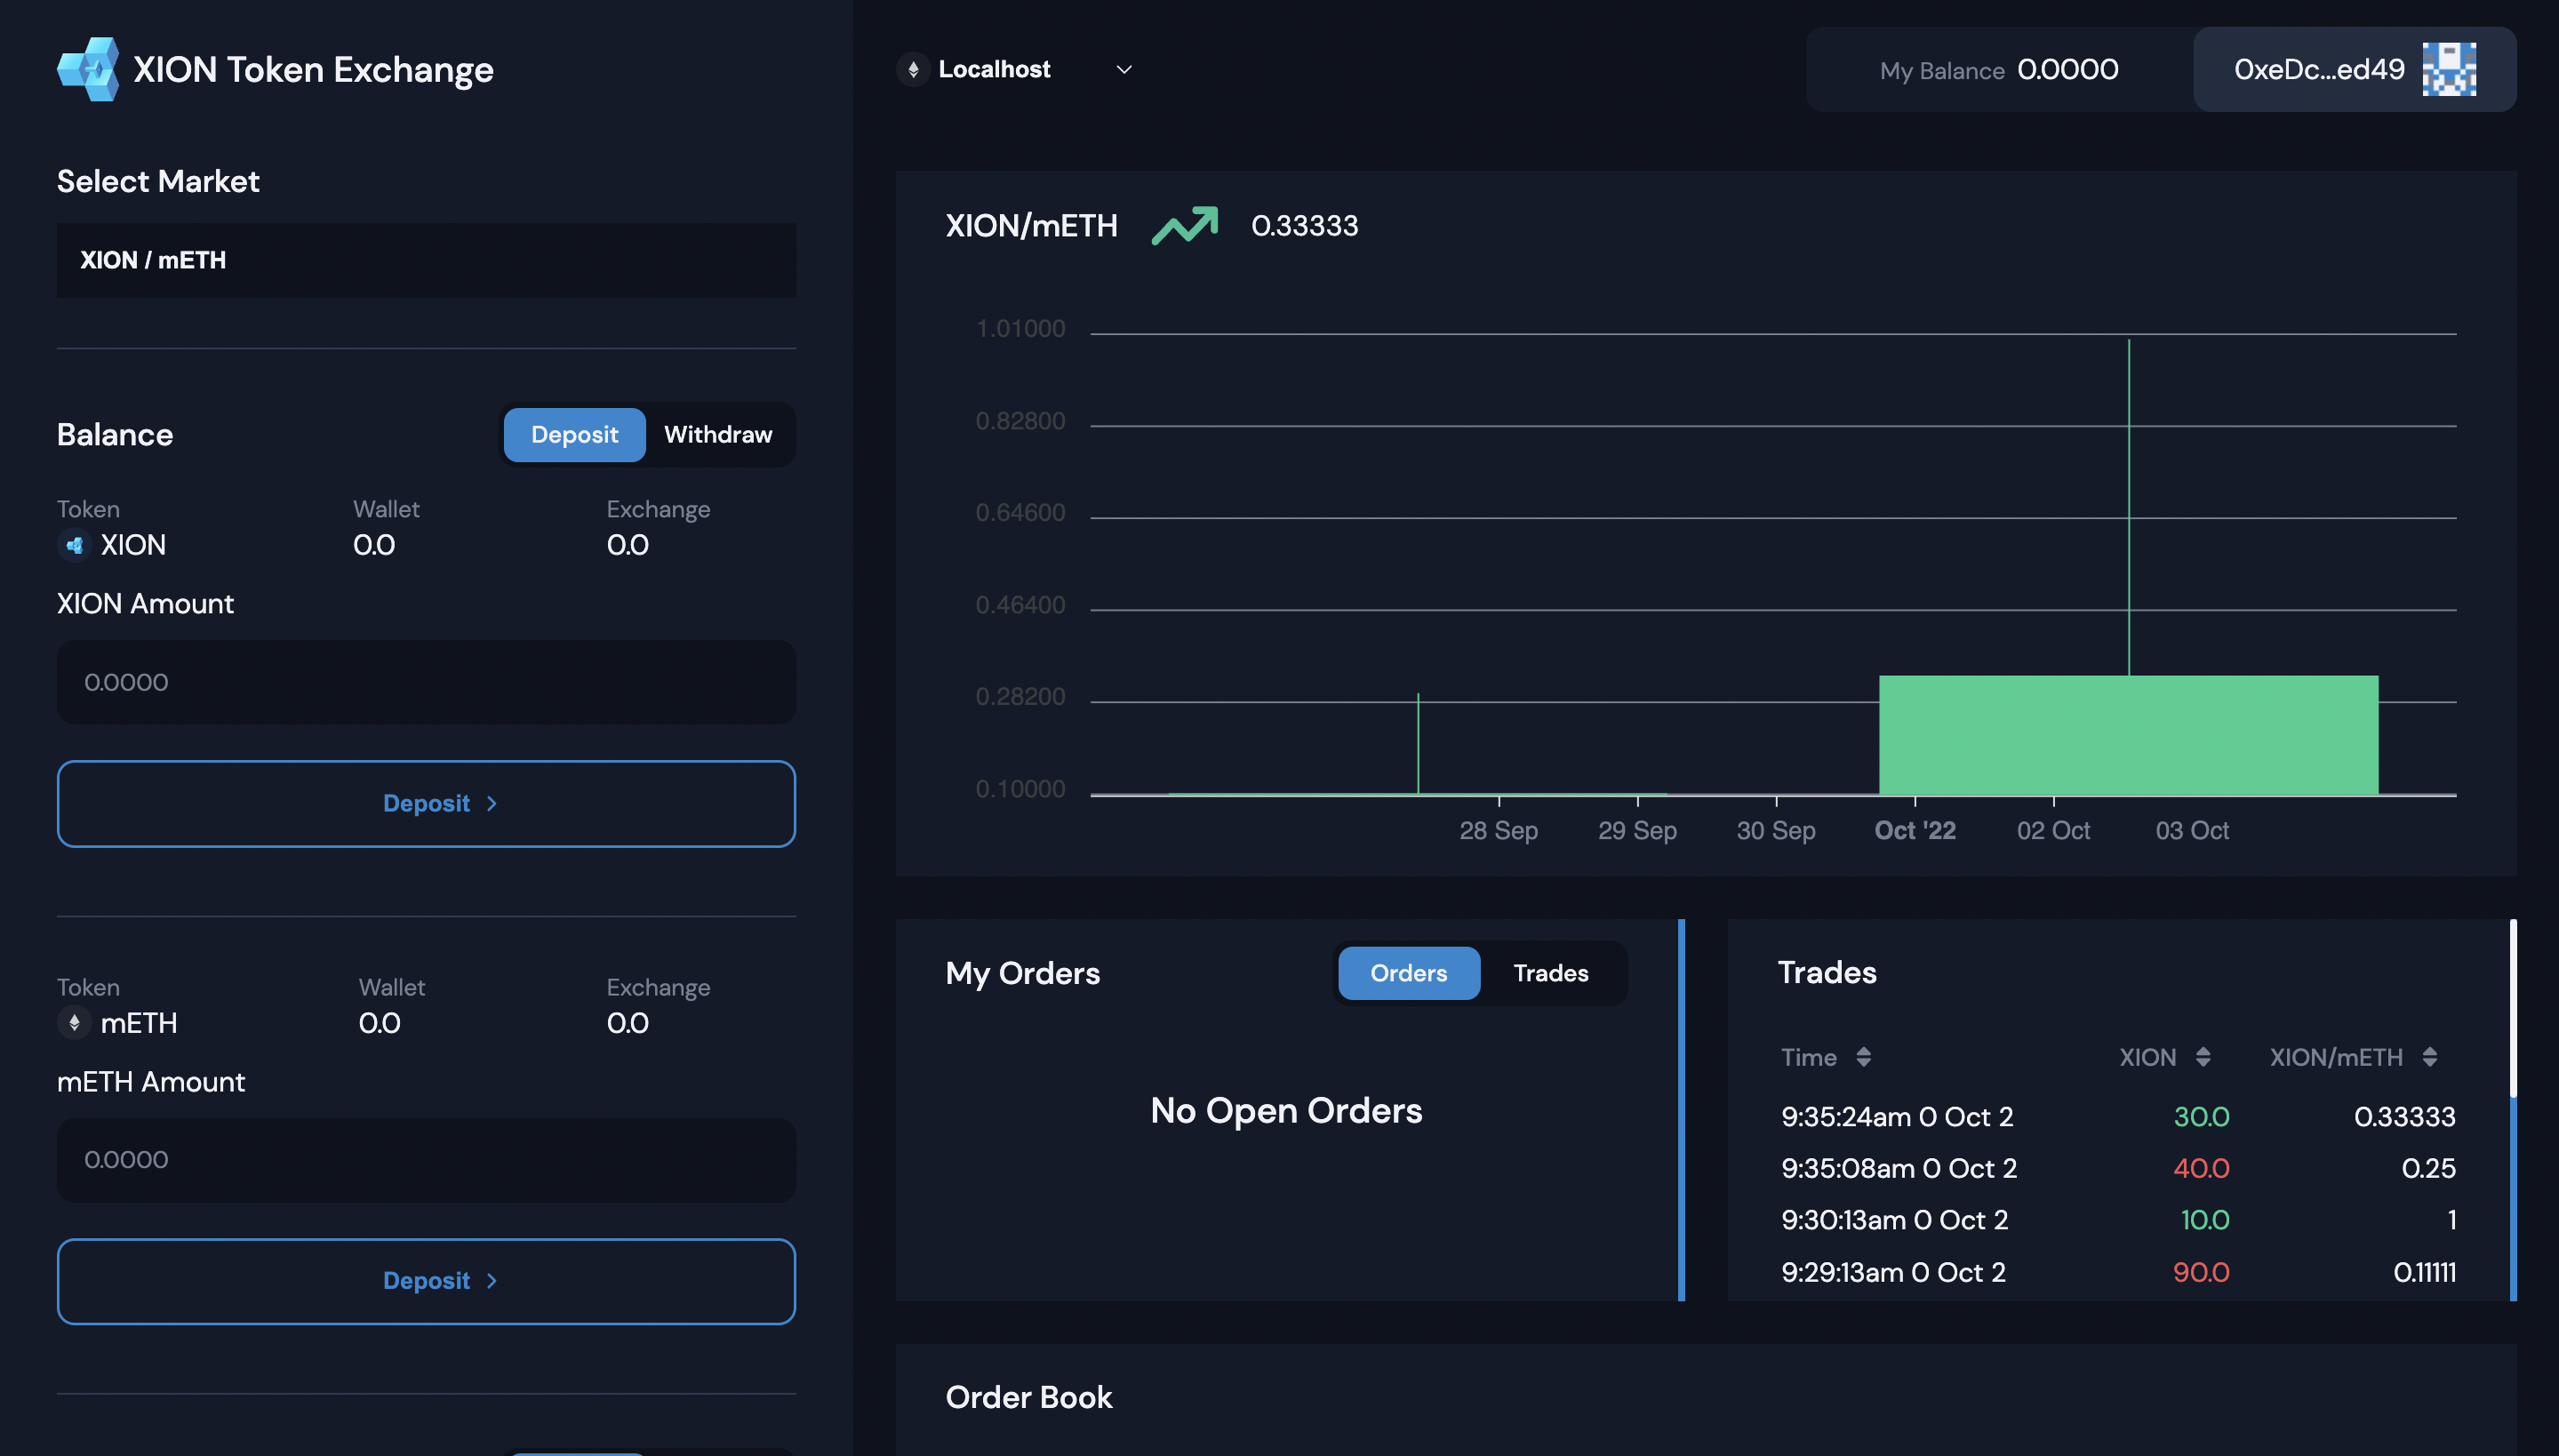 XION Token Exchange
Select Market
XION / mETH
Balance
Deposit Withdraw
Token Wallet Exchange
XION 0.0 0.0
XION Amount
0.0000
Deposit
Token Wallet Exchange
mETH 0.0 0.0
mETH Amount
0.0000
Deposit
Localhost
My Balance 0.0000 0xeDc...ed49
XION/mETH 0.33333
1.01000
0.82800
0.64600
0.46400
0.28200
0.10000
28 Sep 29 Sep 30 Sep Oct '22 02 Oct 03 Oct
My Orders
Orders Trades
No Open Orders
Trades
Time XION XION/mETH
9:35:24am 0 Oct 2 30.0 0.33333
9:35:08am 0 Oct 2 40.0 0.25
9:30:13am 0 Oct 2 10.0 1
9:29:13am 0 Oct 2 90.0 0.11111
Order Book